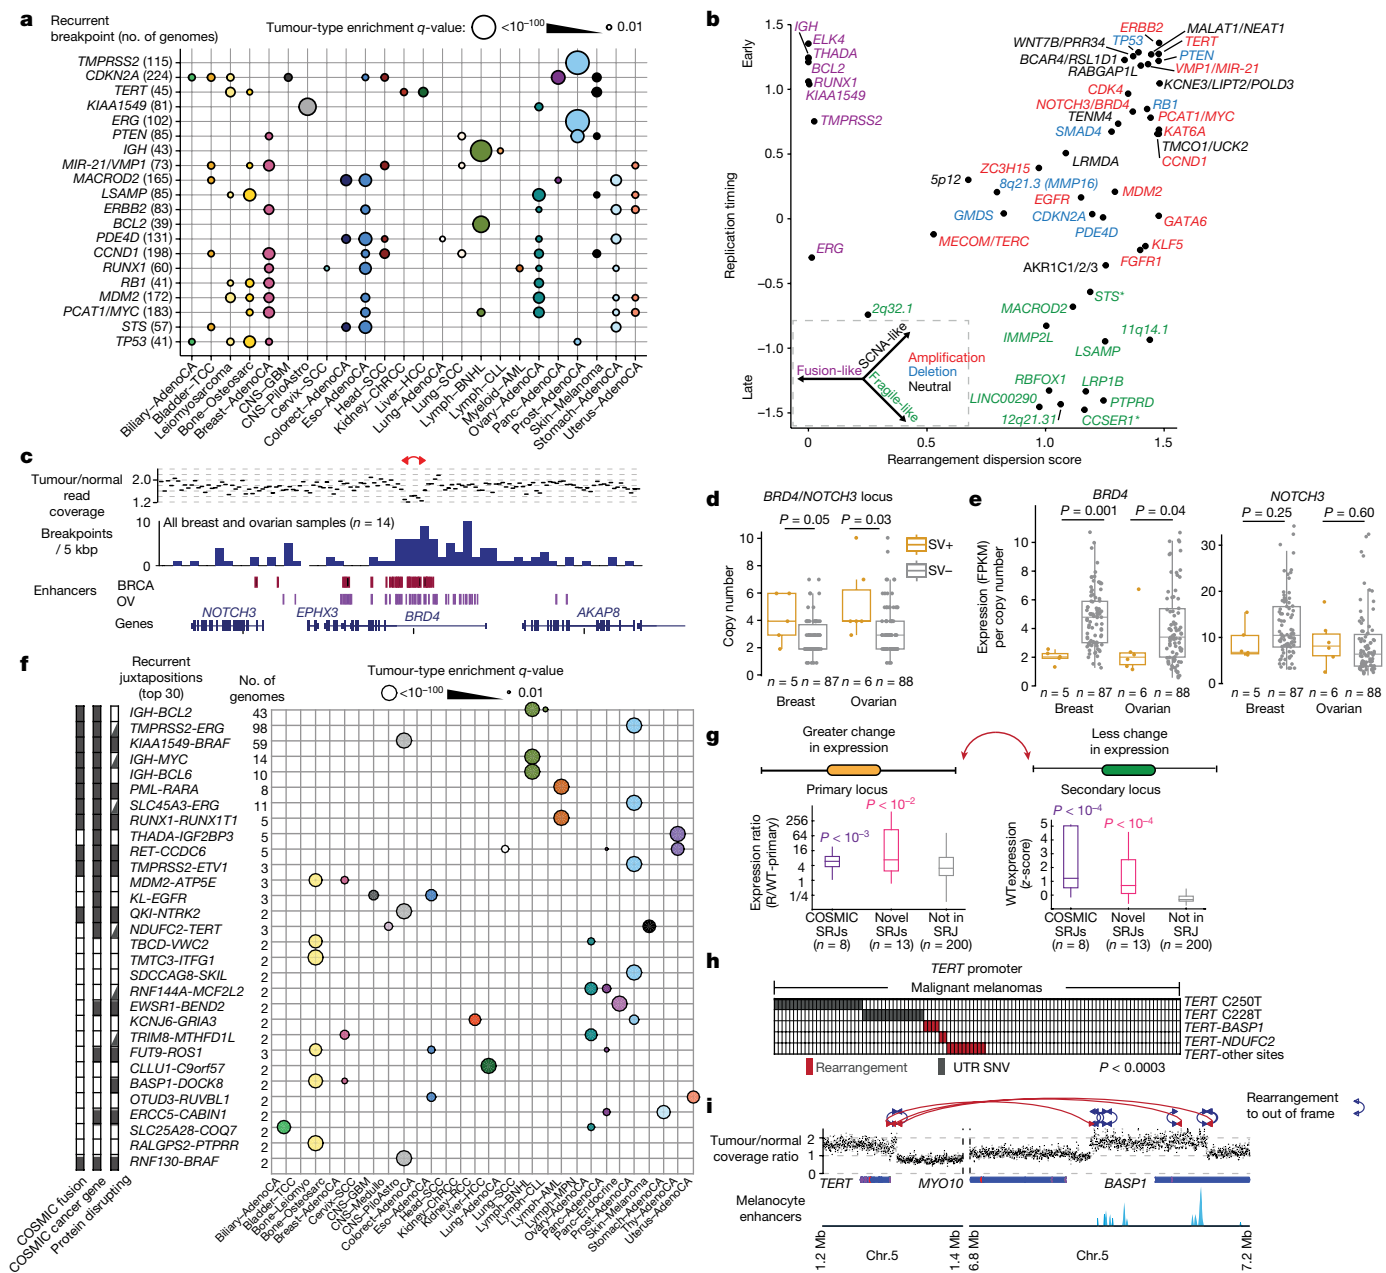 a
Recurrent
breakpoint (no. of genomes)
Tumour-type enrichment q-value:
<10⁻¹⁰⁰
0.01
TMPRSS2 (115)
CDKN2A (224)
TERT (45)
KIAA1549 (81)
ERG (102)
PTEN (85)
IGH (43)
MIR-21/VMP1 (73)
MACROD2 (165)
LSAMP (85)
ERBB2 (83)
BCL2 (39)
PDE4D (131)
CCND1 (198)
RUNX1 (60)
RB1 (41)
MDM2 (172)
PCAT1/MYC (183)
STS (57)
TP53 (41)
Biliary–AdenoCA
Bladder–TCC
Leiomyosarcoma
Bone–Osteosarc
Breast–AdenoCA
CNS–GBM
CNS–PiloAstro
Cervix–SCC
Colorect–AdenoCA
Eso–AdenoCA
Head–SCC
Kidney–ChRCC
Liver–HCC
Lung–AdenoCA
Lung–SCC
Lymph–BNHL
Lymph–CLL
Myeloid–AML
Ovary–AdenoCA
Panc–AdenoCA
Prost–AdenoCA
Skin–Melanoma
Stomach–AdenoCA
Uterus–AdenoCA
b
Replication timing
Early
Late
1.5
1.0
0.5
0
−0.5
−1.0
−1.5
IGH
ELK4
THADA
BCL2
RUNX1
KIAA1549
TMPRSS2
ERG
ERBB2
MALAT1/NEAT1
TP53
TERT
WNT7B/PRR34
PTEN
BCAR4/RSL1D1
VMP1/MIR-21
RABGAP1L
KCNE3/LIPT2/POLD3
CDK4
NOTCH3/BRD4
RB1
TENM4
PCAT1/MYC
SMAD4
KAT6A
TMCO1/UCK2
LRMDA
CCND1
ZC3H15
5p12
8q21.3 (MMP16)
MDM2
EGFR
GMDS
CDKN2A
GATA6
PDE4D
MECOM/TERC
KLF5
FGFR1
AKR1C1/2/3
STS*
MACROD2
2q32.1
IMMP2L
11q14.1
LSAMP
RBFOX1
LRP1B
LINC00290
PTPRD
12q21.31
CCSER1*
SCNA-like
Fusion-like
Fragile-like
Amplification
Deletion
Neutral
0
0.5
1.0
1.5
Rearrangement dispersion score
c
Tumour/normal
read
coverage
2.0
1.2
Breakpoints
/ 5 kbp
10
0
All breast and ovarian samples (n = 14)
Enhancers
BRCA
OV
Genes
NOTCH3
EPHX3
BRD4
AKAP8
d
BRD4/NOTCH3 locus
P = 0.05
P = 0.03
SV+
SV−
Copy number
10
8
6
4
2
0
n = 5
n = 87
n = 6
n = 88
Breast
Ovarian
e
BRD4
NOTCH3
P = 0.001
P = 0.04
P = 0.25
P = 0.60
Expression (FPKM)
per copy number
10
8
6
4
2
0
30
20
10
0
n = 5
n = 87
n = 6
n = 88
n = 5
n = 87
n = 6
n = 88
Breast
Ovarian
Breast
Ovarian
f
Recurrent
juxtapositions
(top 30)
No. of
genomes
Tumour-type enrichment q-value
<10⁻¹⁰⁰
0.01
IGH-BCL2 43
TMPRSS2-ERG 98
KIAA1549-BRAF 59
IGH-MYC 14
IGH-BCL6 10
PML-RARA 8
SLC45A3-ERG 11
RUNX1-RUNX1T1 5
THADA-IGF2BP3 5
RET-CCDC6 5
TMPRSS2-ETV1 3
MDM2-ATP5E 3
KL-EGFR 3
QKI-NTRK2 2
NDUFC2-TERT 3
TBCD-VWC2 2
TMTC3-ITFG1 2
SDCCAG8-SKIL 2
RNF144A-MCF2L2 2
EWSR1-BEND2 2
KCNJ6-GRIA3 2
TRIM8-MTHFD1L 2
FUT9-ROS1 3
CLLU1-C9orf57 2
BASP1-DOCK8 2
OTUD3-RUVBL1 2
ERCC5-CABIN1 2
SLC25A28-COQ7 2
RALGPS2-PTPRR 2
RNF130-BRAF 2
COSMIC fusion
COSMIC cancer gene
Protein disrupting
Biliary–AdenoCA
Bladder–TCC
Bone–Leiomyo
Bone–Osteosarc
Breast–AdenoCA
Cervix–SCC
CNS–GBM
CNS–Medullo
CNS–PiloAstro
Colorect–AdenoCA
Eso–AdenoCA
Head–SCC
Kidney–ChRCC
Kidney–RCC
Liver–HCC
Lung–AdenoCA
Lung–SCC
Lymph–BNHL
Lymph–CLL
Lymph–AML
Lymph–MPN
Ovary–AdenoCA
Panc–AdenoCA
Panc–Endocrine
Prost–AdenoCA
Skin–Melanoma
Stomach–AdenoCA
Thy–AdenoCA
Uterus–AdenoCA
g
Greater change
in expression
Less change
in expression
Primary locus
Secondary locus
Expression ratio
(R/WT-primary)
256
16
4
1
1/4
P < 10⁻³
P < 10⁻²
COSMIC
SRJs
(n = 8)
Novel
SRJs
(n = 13)
Not in
SRJ
(n = 200)
WTexpression
(z-score)
5
4
3
2
1
0
P < 10⁻⁴
P < 10⁻⁴
COSMIC
SRJs
(n = 8)
Novel
SRJs
(n = 13)
Not in
SRJ
(n = 200)
h
TERT promoter
Malignant melanomas
TERT C250T
TERT C228T
TERT-BASP1
TERT-NDUFC2
TERT-other sites
Rearrangement
UTR SNV
P < 0.0003
i
Rearrangement
to out of frame
Tumour/normal
coverage ratio
2
1
0
TERT
MYO10
BASP1
Melanocyte
enhancers
1.2 Mb
Chr.5
1.4 Mb
6.8 Mb
Chr.5
7.2 Mb